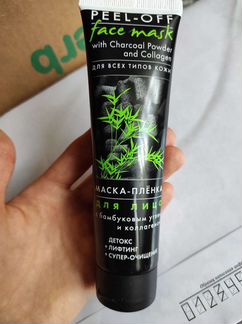 PEEL-OFF
face mask
with Charcoal Powder
and Collagen
ДЛЯ ВСЕХ ТИПОВ КОЖИ
МАСКА-ПЛЁНКА
ДЛЯ ЛИЦА
с бамбуковым углём
и коллагеном
ДЕТОКС
• ЛИФТИНГ
• СУПЕР-ОЧИЩЕНИЕ